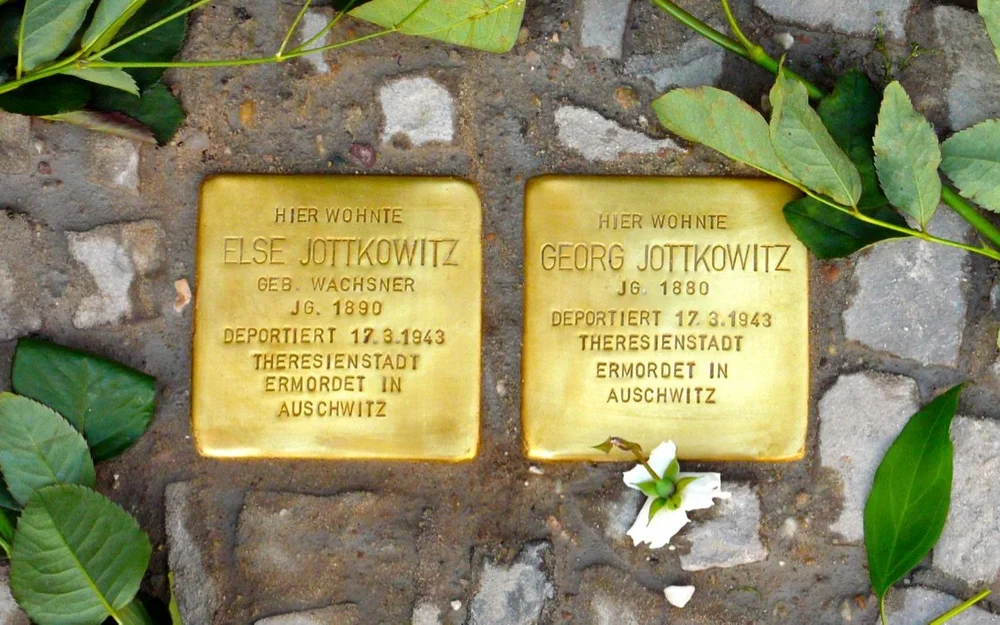 HIER WOHNTE
ELSE JOTTKOWITZ
GEB. WACHSNER
JG. 1890
DEPORTIERT 17.3.1943
THERESIENSTADT
ERMORDET IN
AUSCHWITZ
HIER WOHNTE
GEORG JOTTKOWITZ
JG. 1880
DEPORTIERT 17.3.1943
THERESIENSTADT
ERMORDET IN
AUSCHWITZ